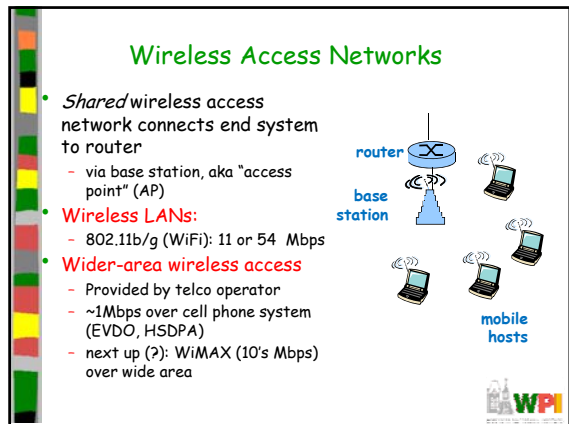 Wireless Access Networks
• Shared wireless access
network connects end system
to router
- via base station, aka “access
point” (AP)
• Wireless LANs:
- 802.11b/g (WiFi): 11 or 54 Mbps
• Wider-area wireless access
- Provided by telco operator
- ~1Mbps over cell phone system
(EVDO, HSDPA)
- next up (?): WiMAX (10's Mbps)
over wide area
router
base
station
mobile
hosts
WPI